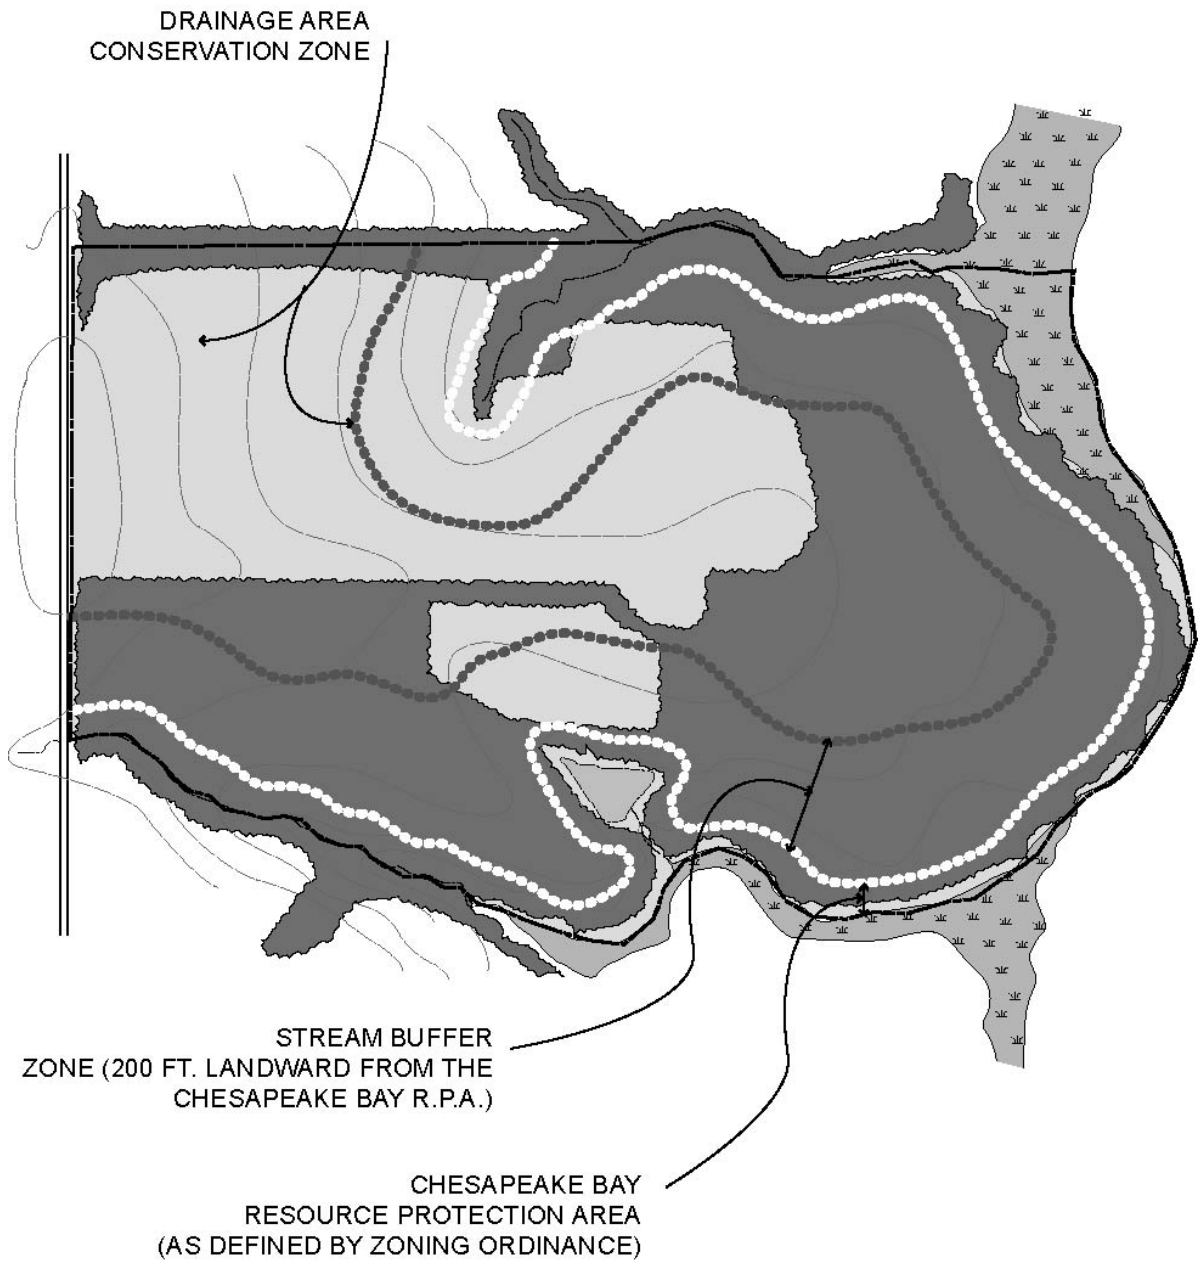 DRAINAGE AREA
CONSERVATION ZONE
STREAM BUFFER
ZONE (200 FT. LANDWARD FROM THE
CHESAPEAKE BAY R.P.A.)
CHESAPEAKE BAY
RESOURCE PROTECTION AREA
(AS DEFINED BY ZONING ORDINANCE)